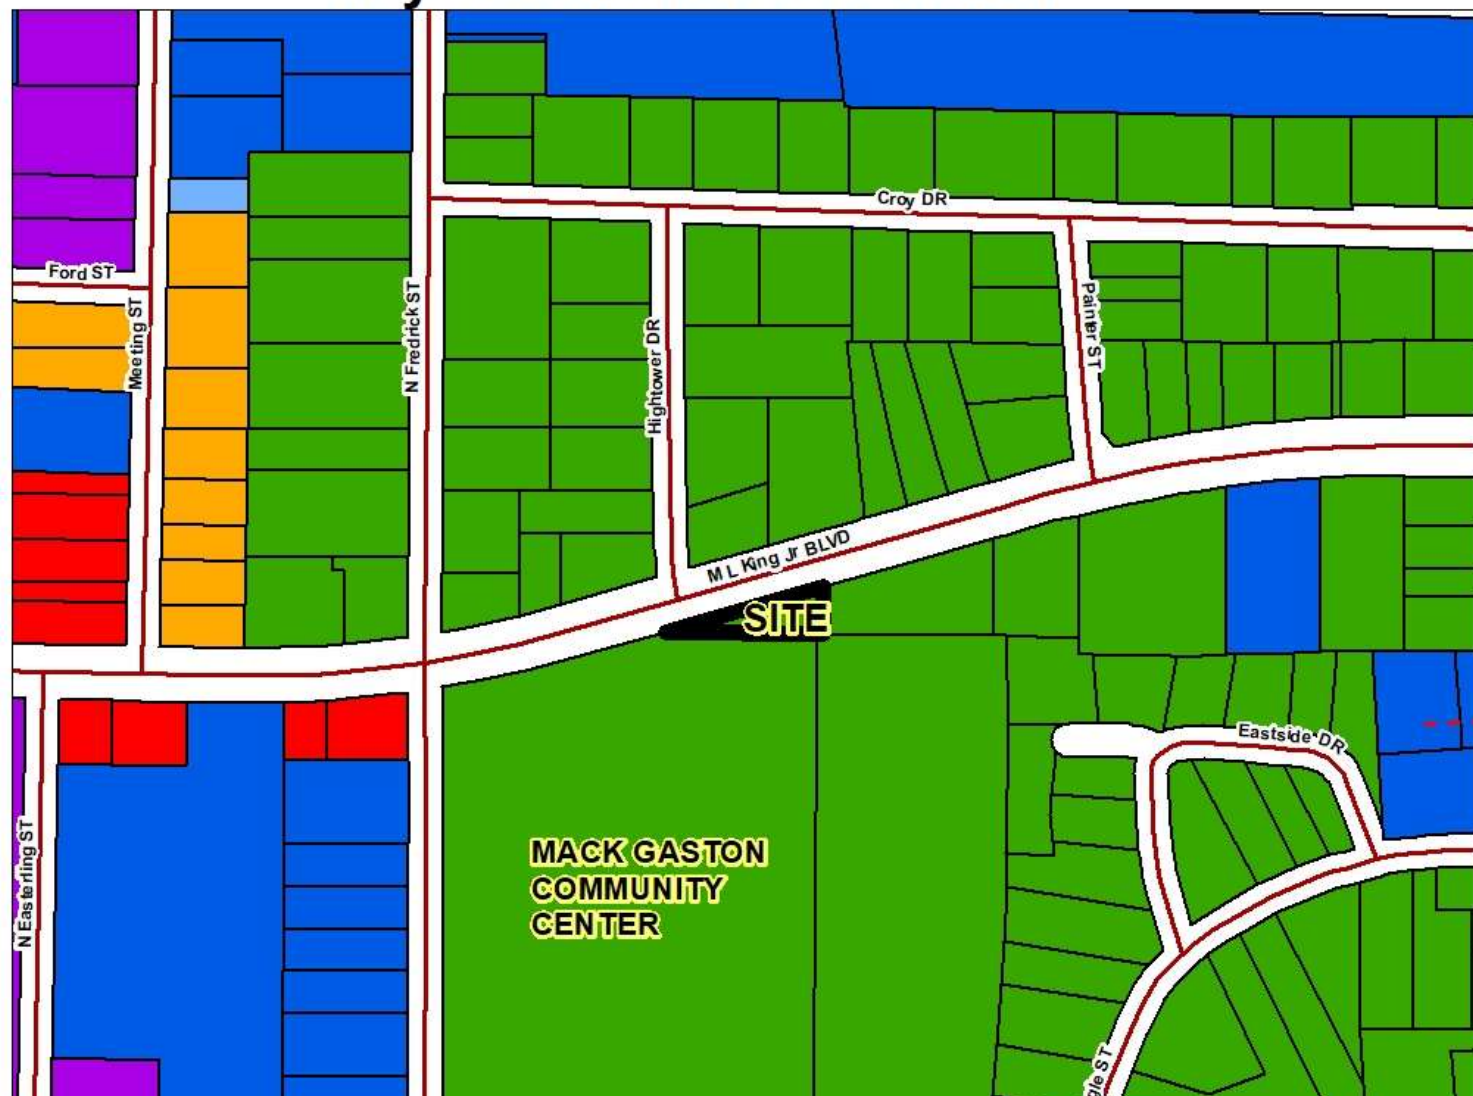 Croy DR
Ford ST
Meeting ST
N Fredrick ST
Hightower DR
Painter ST
M L King Jr BLVD
SITE
Eastside DR
MACK GASTON
COMMUNITY
CENTER
N Easterling ST
ST